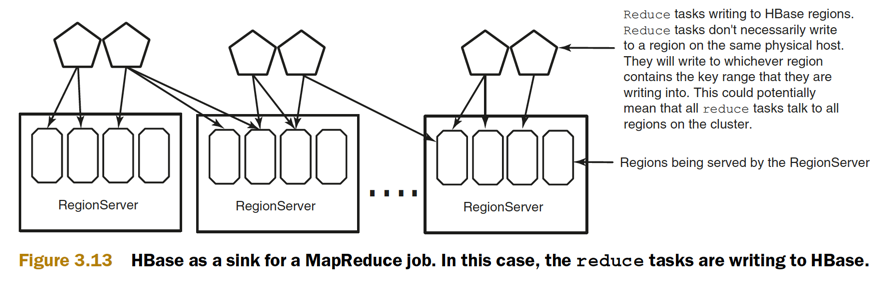 Reduce tasks writing to HBase regions.
Reduce tasks don't necessarily write
to a region on the same physical host.
They will write to whichever region
contains the key range that they are
writing into. This could potentially
mean that all reduce tasks talk to all
regions on the cluster.
Regions being served by the RegionServer
RegionServer
RegionServer
RegionServer
Figure 3.13 HBase as a sink for a MapReduce job. In this case, the reduce tasks are writing to HBase.